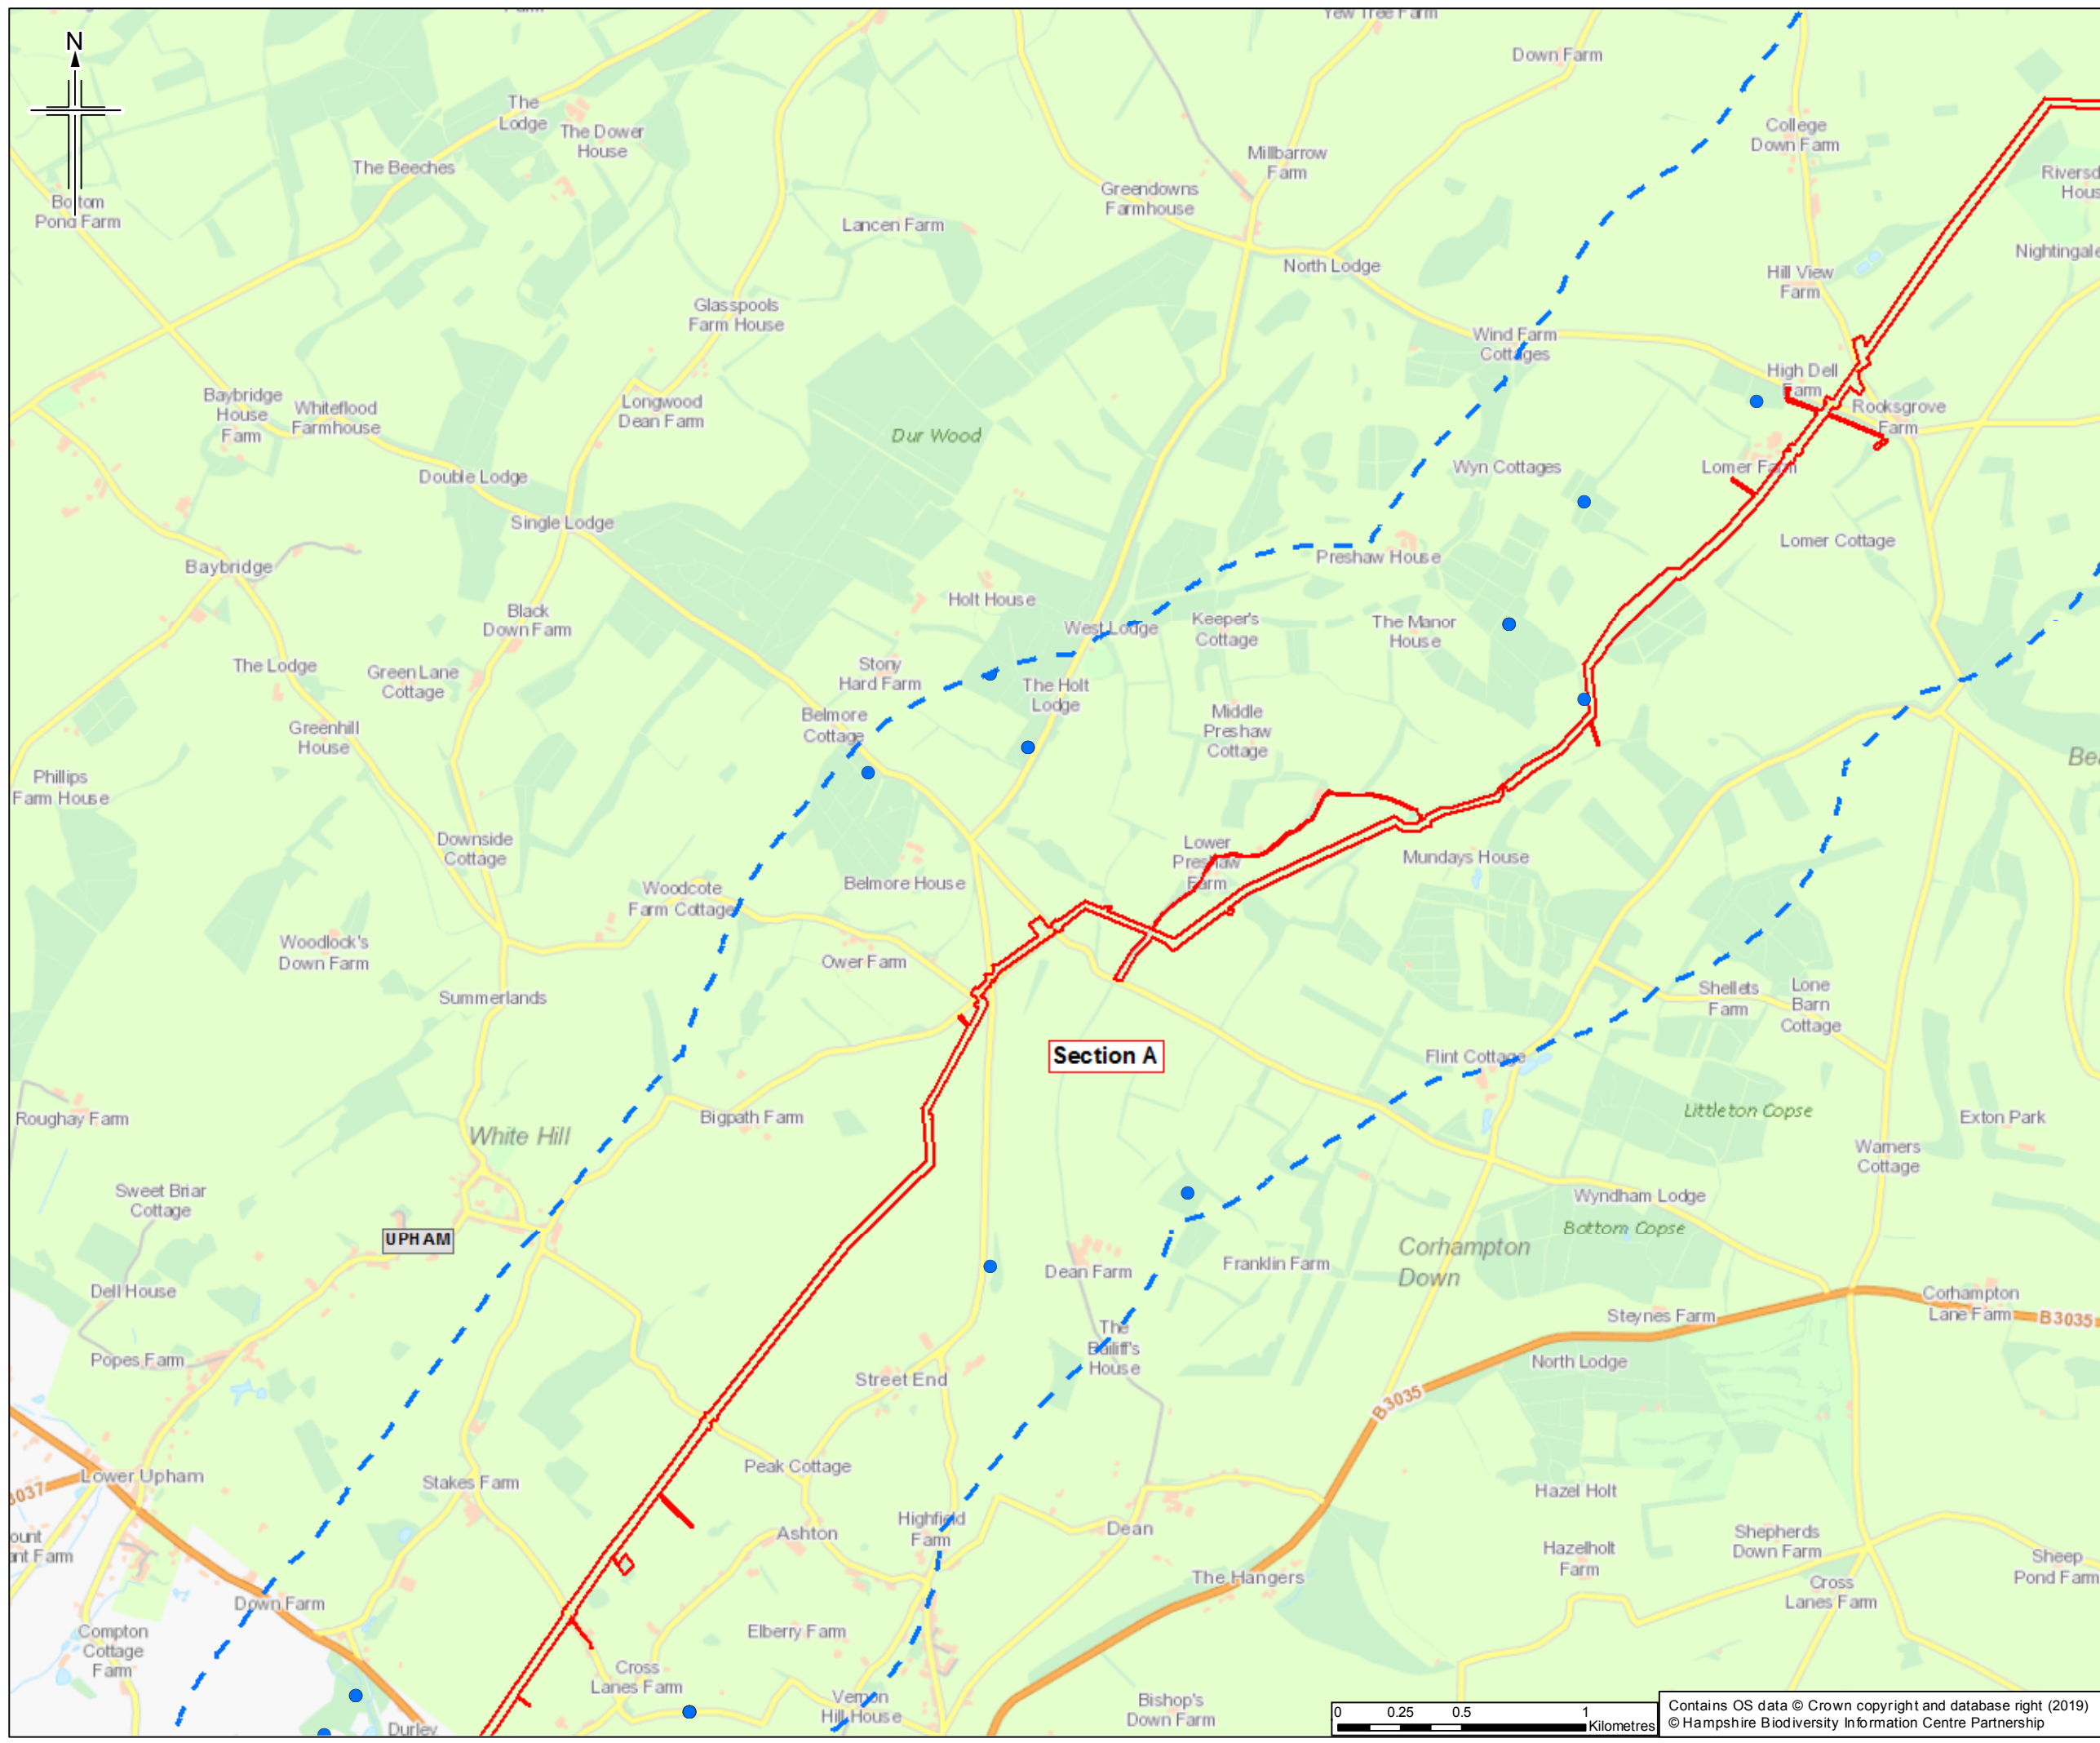 Yew Tree Farm
Down Farm
N
The
Lodge
The Dower
House
College
Down Farm
The Beeches
Millbarrow
Farm
Greendowns
Farmhouse
Bottom
Pond Farm
Lancen Farm
Nightingale
North Lodge
Hill View
Farm
Glasspools
Farm House
Wind Farm
Cottages
High Dell
Farm
Baybridge
House
Farm
Whiteflood
Farmhouse
Longwood
Dean Farm
Rooksgrove
Farm
Dur Wood
Double Lodge
Wyn Cottages
Lomer Farm
Single Lodge
Lomer Cottage
Baybridge
Preshaw House
Holt House
Black
Down Farm
West Lodge
Keeper's
Cottage
The Manor
House
The Lodge
Green Lane
Cottage
Stony
Hard Farm
The Holt
Lodge
Greenhill
House
Belmore
Cottage
Middle
Preshaw
Cottage
Phillips
Farm House
Downside
Cottage
Lower
Preshaw
Farm
Mundays House
Woodcote
Farm Cottage
Belmore House
Woodlock's
Down Farm
Ower Farm
Summerlands
Shellets
Farm
Lone
Barn
Cottage
Section A
Flint Cottage
Roughay Farm
Bigpath Farm
Littleton Copse
Exton Park
White Hill
Warners
Cottage
Sweet Briar
Cottage
Wyndham Lodge
Bottom Copse
UPHAM
Corhampton
Down
Dean Farm
Franklin Farm
Dell House
Corhampton
Lane Farm
Steynes Farm
B3035
The
Bailiff's
House
Popes Farm
North Lodge
Street End
B3035
Lower Upham
Stakes Farm
Peak Cottage
Hazel Holt
3037
Highfield
Farm
Ashton
Dean
Shepherds
Down Farm
Hazelholt
Farm
Sheep
Pond Farm
The Hangers
Cross
Lanes Farm
Down Farm
Compton
Cottage
Farm
Elberry Farm
Cross
Lanes Farm
Vernon
Hill House
Bishop's
Down Farm
Durley
0 0.25 0.5 1
Kilometres
Contains OS data © Crown copyright and database right (2019)
© Hampshire Biodiversity Information Centre Partnership